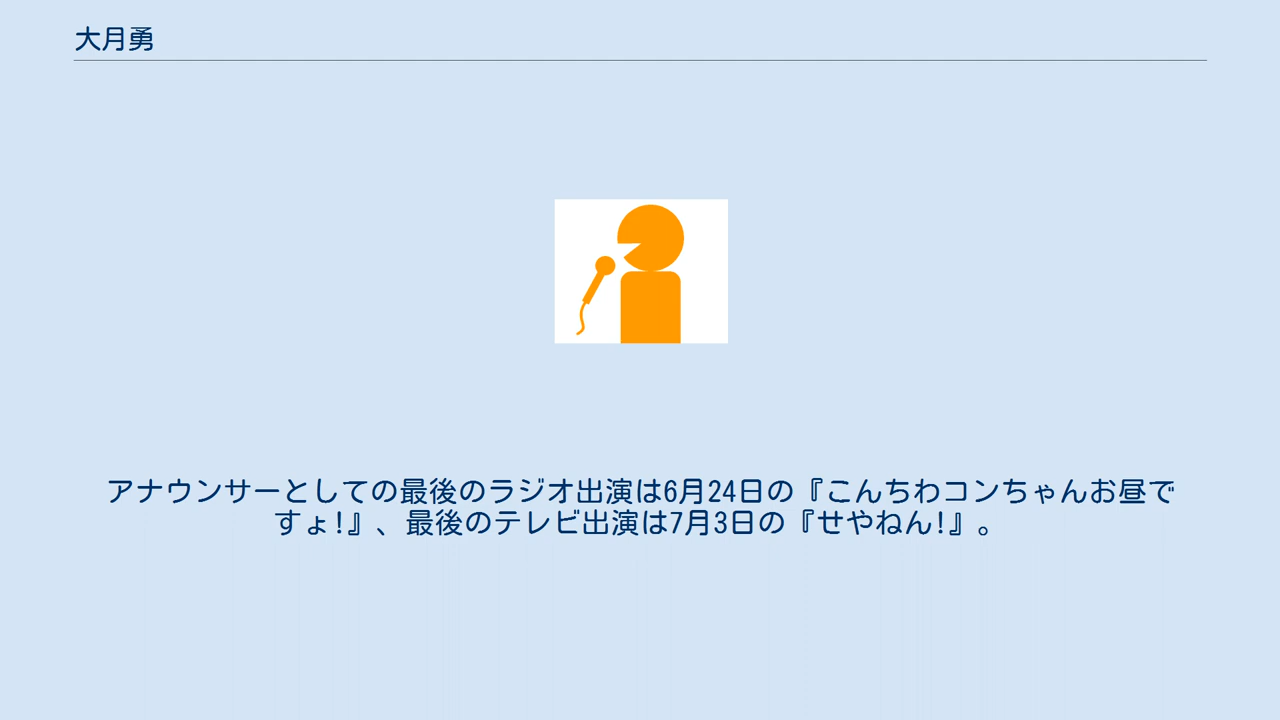 大月勇
アナウンサーとしての最後のラジオ出演は6月24日の『こんちわコンちゃんお昼で
すょ!』、最後のテレビ出演は7月3日の『せやねん!』。